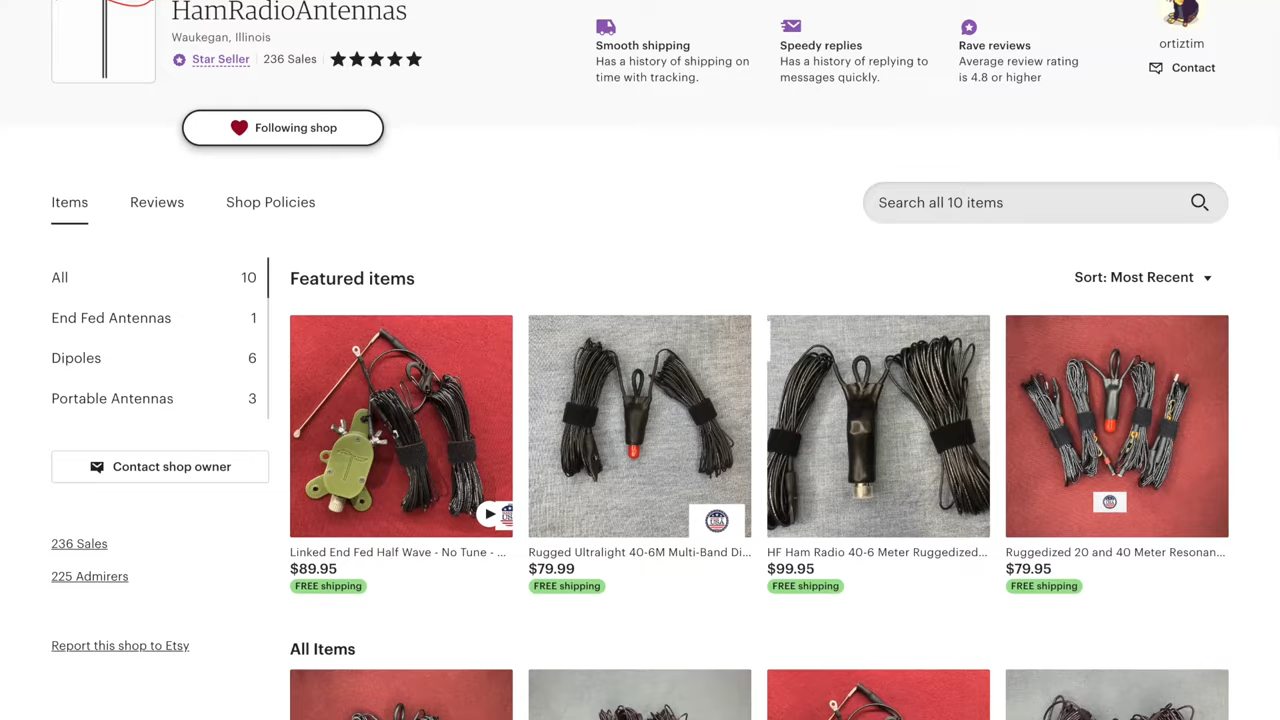 HamRadioAntennas
Waukegan, Illinois
Star Seller
236 Sales
Smooth shipping
Has a history of shipping on
time with tracking.
Speedy replies
Has a history of replying to
messages quickly.
Rave reviews
Average review rating
is 4.8 or higher
ortiztim
Contact
Following shop
Items
Reviews
Shop Policies
Search all 10 items
All 10
End Fed Antennas 1
Dipoles 6
Portable Antennas 3
Contact shop owner
236 Sales
225 Admirers
Report this shop to Etsy
Featured items
Sort: Most Recent
Linked End Fed Half Wave - No Tune - ...
$89.95
FREE shipping
USA
Rugged Ultralight 40-6M Multi-Band Di...
$79.99
FREE shipping
HF Ham Radio 40-6 Meter Ruggedized...
$99.95
FREE shipping
Ruggedized 20 and 40 Meter Resonan...
$79.95
FREE shipping
All Items